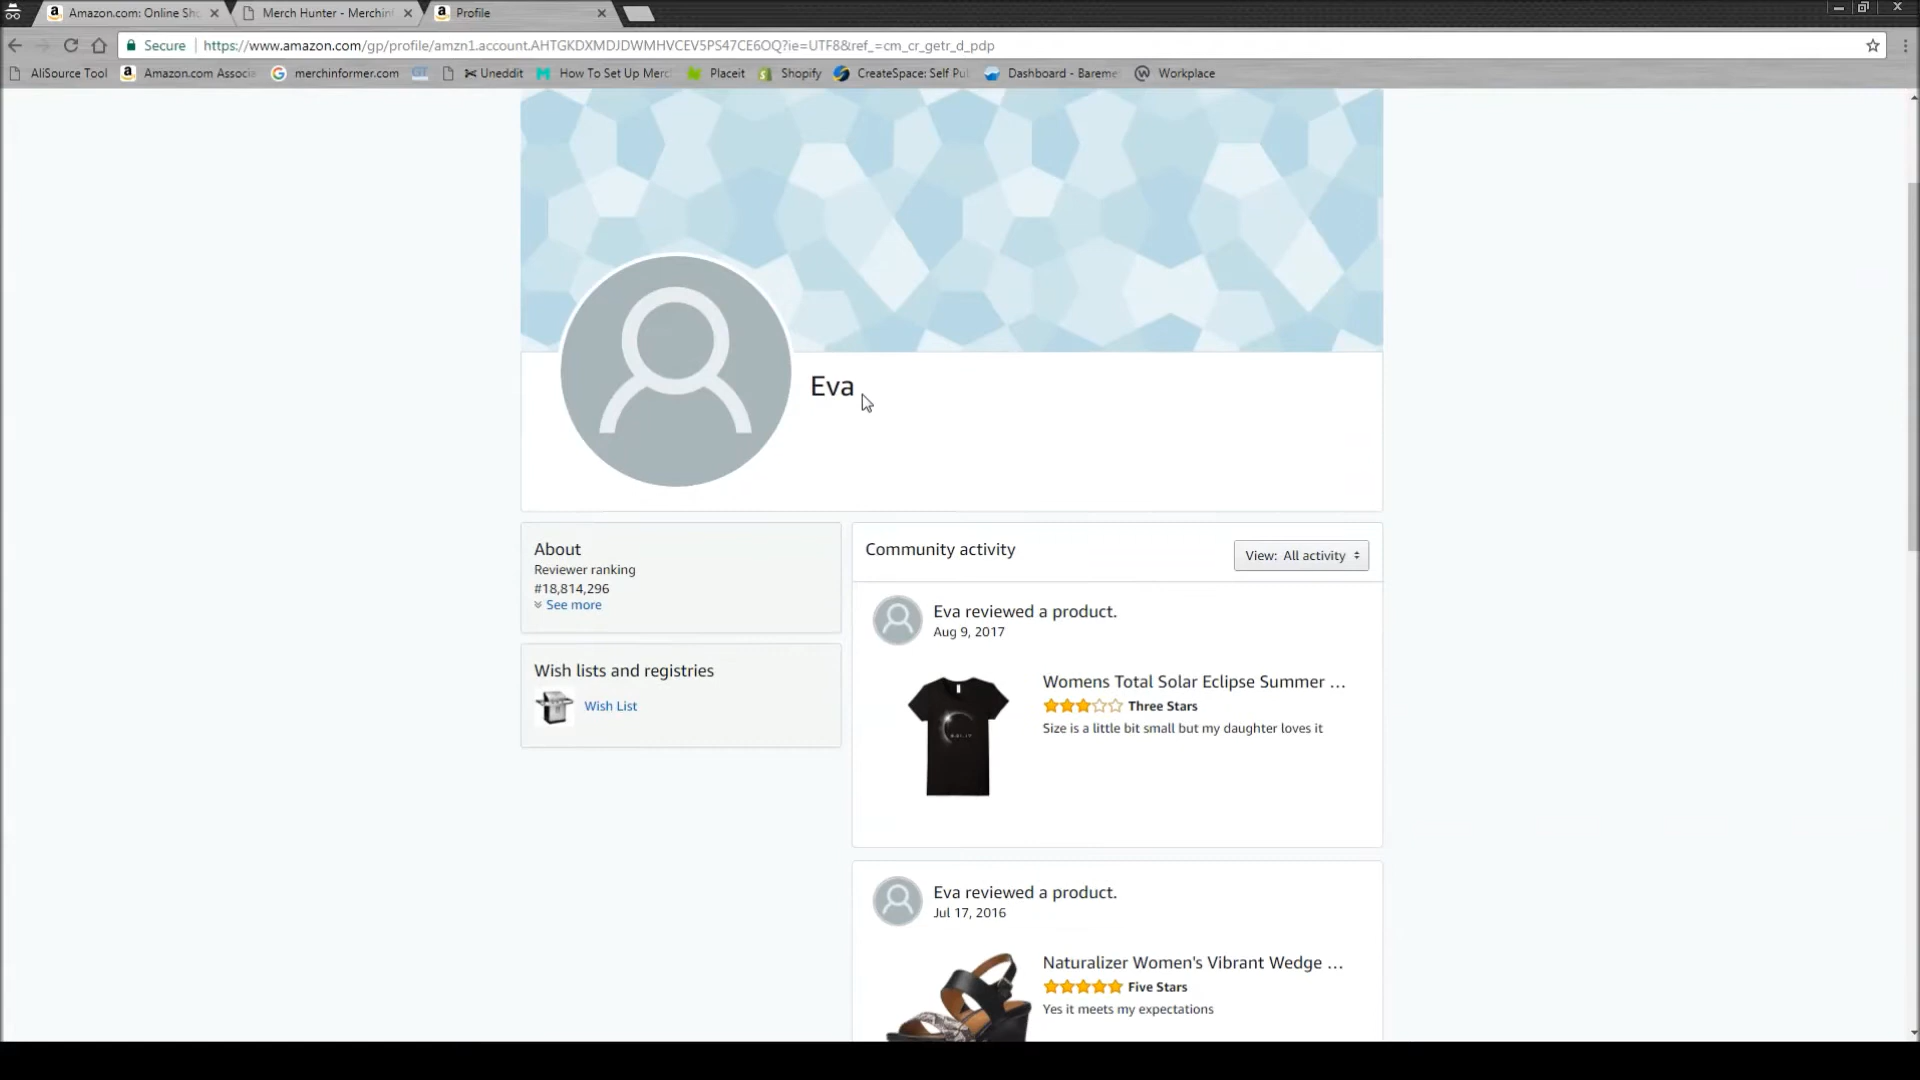 Amazon.com: Online Sho
Merch Hunter - Merchin
Profile
Secure
https://www.amazon.com/gp/profile/amzn1.account.AHTGKDXMDJDWMHVCEV5PS47CE6OQ?ie=UTF8&ref_=cm_cr_getr_d_pdp
AliSource Tool
Amazon.com Associa
merchinformer.com
GT
Uneddit
How To Set Up Merc
Placeit
Shopify
CreateSpace: Self Pu
Dashboard - Bareme
Workplace
Eva
About
Reviewer ranking
#18,814,296
See more
Wish lists and registries
Wish List
Community activity
View: All activity
Eva reviewed a product.
Aug 9, 2017
Womens Total Solar Eclipse Summer ...
Three Stars
Size is a little bit small but my daughter loves it
Eva reviewed a product.
Jul 17, 2016
Naturalizer Women's Vibrant Wedge ...
Five Stars
Yes it meets my expectations